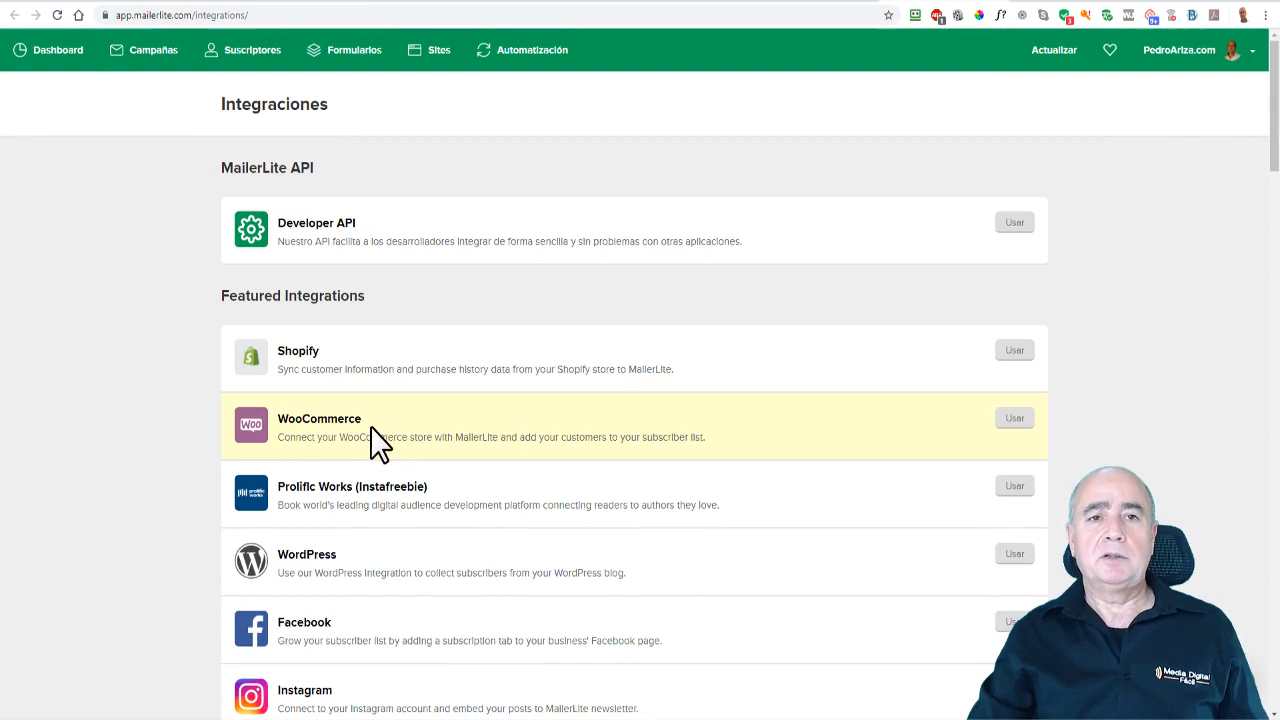 app.mailerlite.com/integrations/
Dashboard
Campañas
Suscriptores
Formularios
Sites
Automatización
Actualizar
PedroAriza.com
Integraciones
MailerLite API
Developer API
Usar
Nuestro API facilita a los desarrolladores integrar de forma sencilla y sin problemas con otras aplicaciones.
Featured Integrations
Shopify
Usar
Sync customer information and purchase history data from your Shopify store to MailerLite.
WooCommerce
Usar
Connect your WooCommerce store with MailerLite and add your customers to your subscriber list.
Prolific Works (Instafreebie)
Usar
Book world's leading digital audience development platform connecting readers to authors they love.
WordPress
Usar
Use our WordPress Integration to collect subscribers from your WordPress blog.
Facebook
Grow your subscriber list by adding a subscription tab to your business' Facebook page.
Instagram
Connect to your Instagram account and embed your posts to MailerLite newsletter.
Media Digital
Fácil